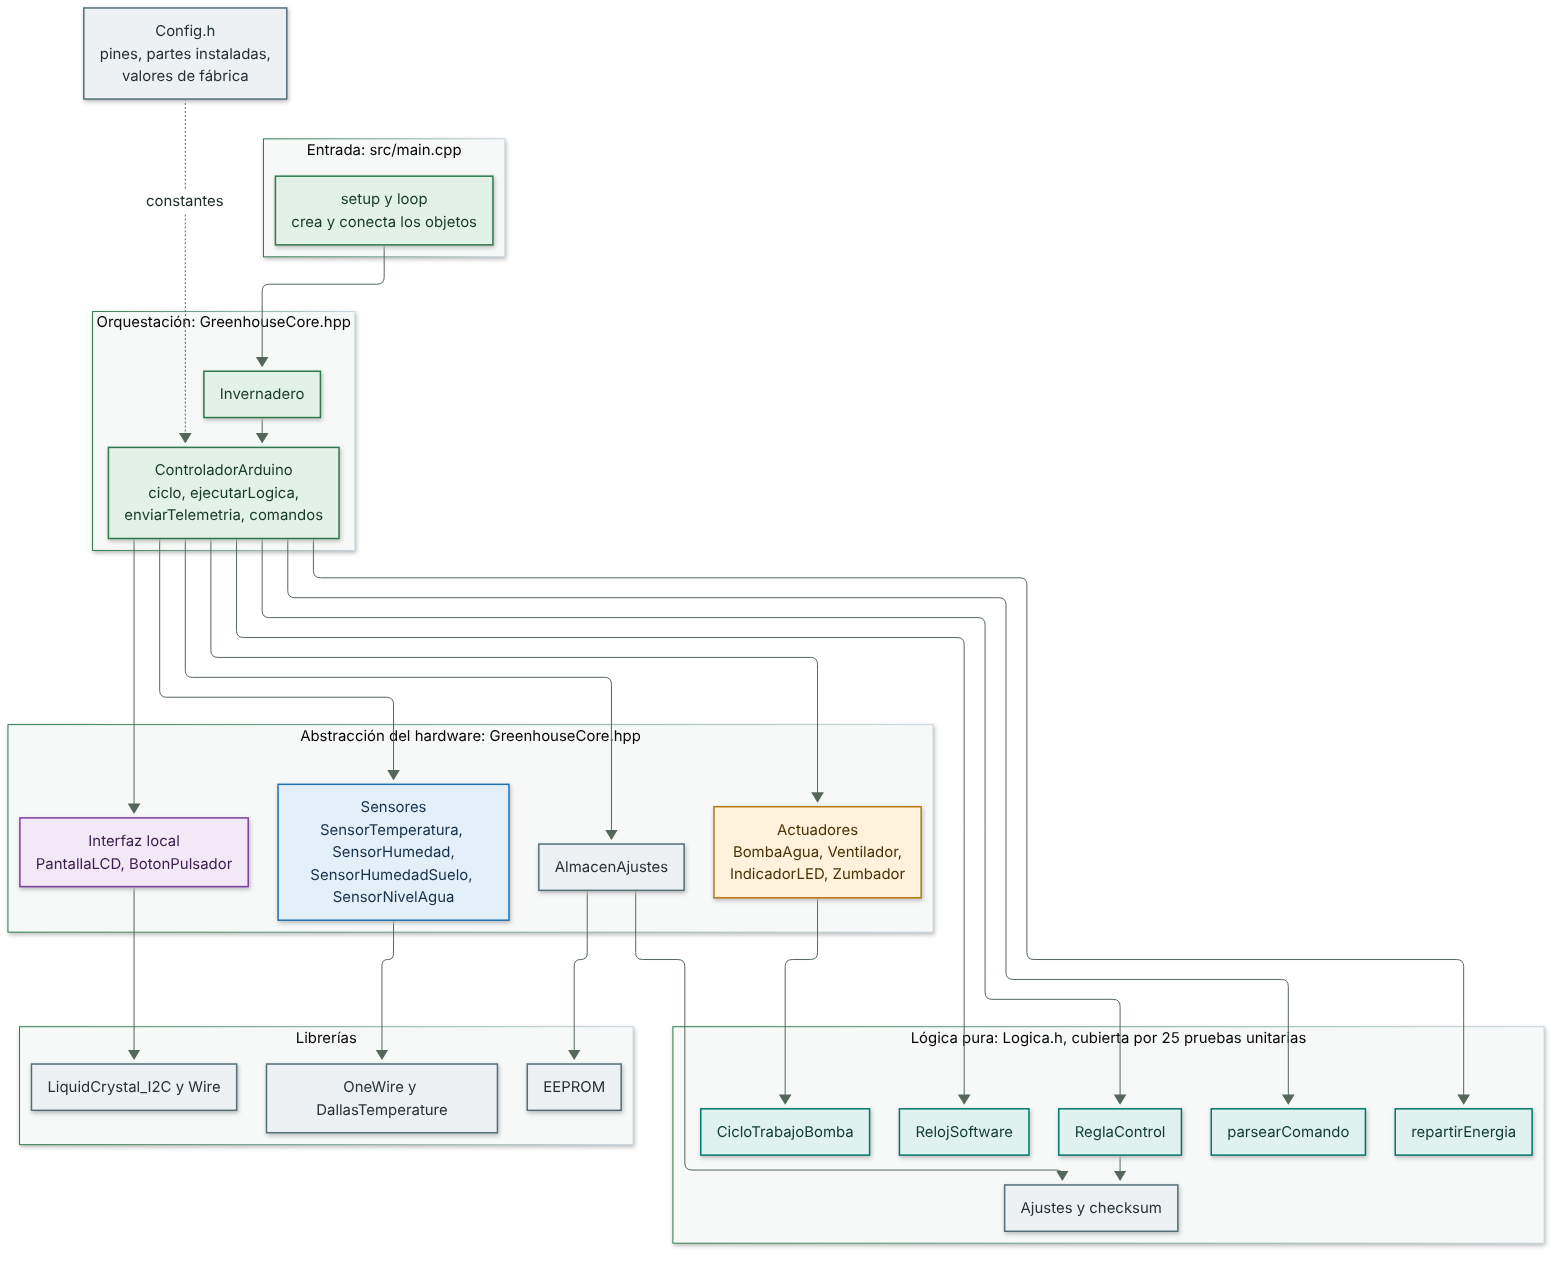 Config.h
pines, partes instaladas,
valores de fábrica
Entrada: src/main.cpp
setup y loop
crea y conecta los objetos
constantes
Orquestación: GreenhouseCore.hpp
Invernadero
ControladorArduino
ciclo, ejecutarLogica,
enviarTelemetria, comandos
Abstracción del hardware: GreenhouseCore.hpp
Interfaz local
PantallaLCD, BotonPulsador
Sensores
SensorTemperatura,
SensorHumedad,
SensorHumedadSuelo,
SensorNivelAgua
AlmacenAjustes
Actuadores
BombaAgua, Ventilador,
IndicadorLED, Zumbador
Librerías
LiquidCrystal_I2C y Wire
OneWire y
DallasTemperature
EEPROM
Lógica pura: Logica.h, cubierta por 25 pruebas unitarias
CicloTrabajoBomba
RelojSoftware
ReglaControl
parsearComando
repartirEnergia
Ajustes y checksum